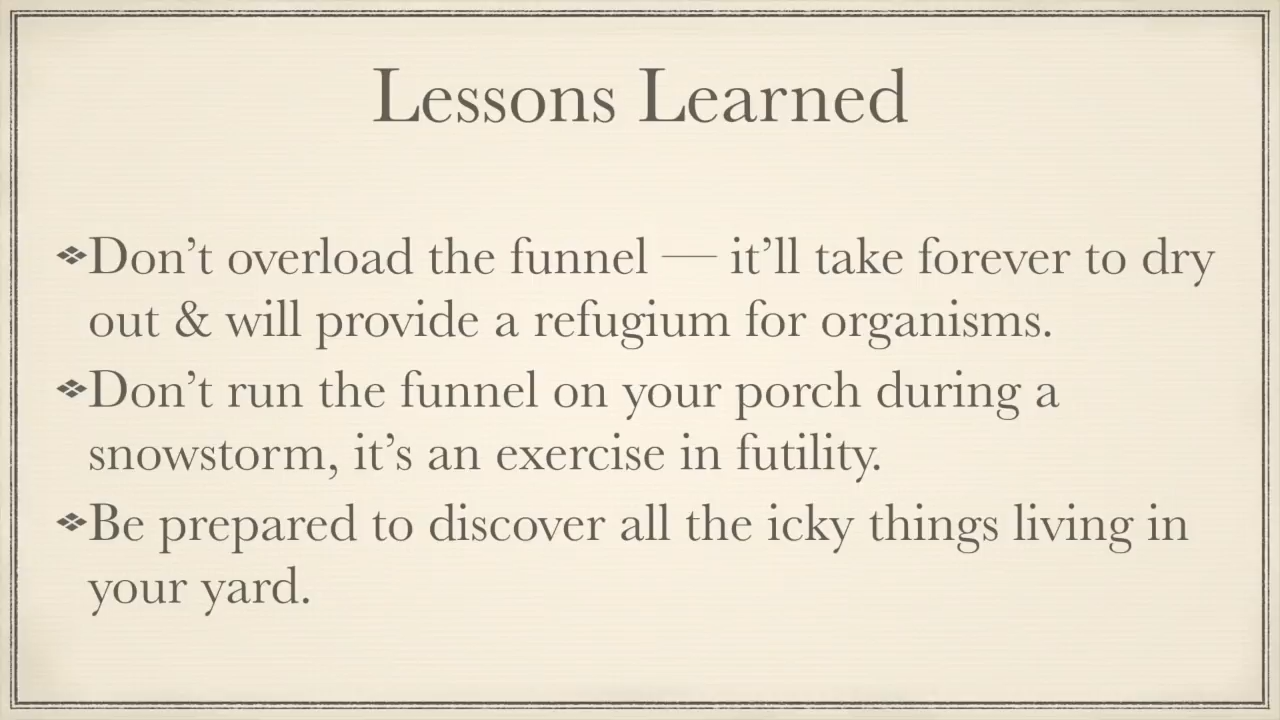 Lessons Learned
❖Don’t overload the funnel — it’ll take forever to dry
out & will provide a refugium for organisms.
❖Don’t run the funnel on your porch during a
snowstorm, it’s an exercise in futility.
❖Be prepared to discover all the icky things living in
your yard.